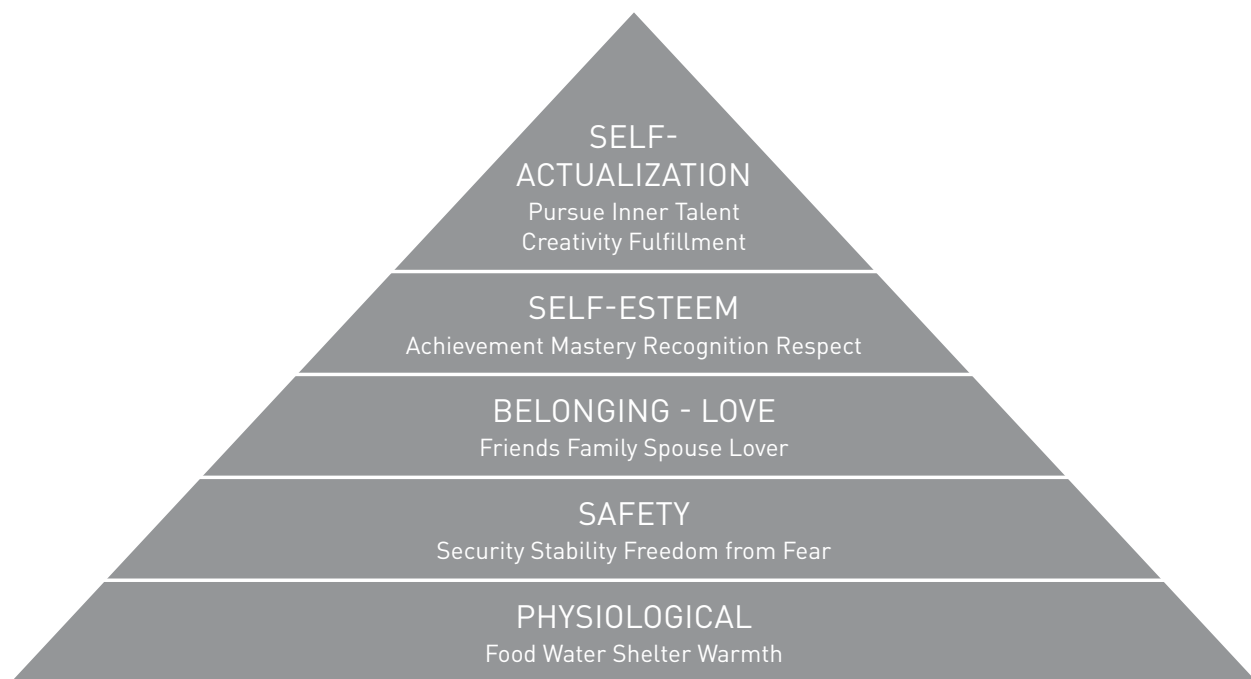 SELF-
ACTUALIZATION
Pursue Inner Talent
Creativity Fulfillment
SELF-ESTEEM
Achievement Mastery Recognition Respect
BELONGING - LOVE
Friends Family Spouse Lover
SAFETY
Security Stability Freedom from Fear
PHYSIOLOGICAL
Food Water Shelter Warmth